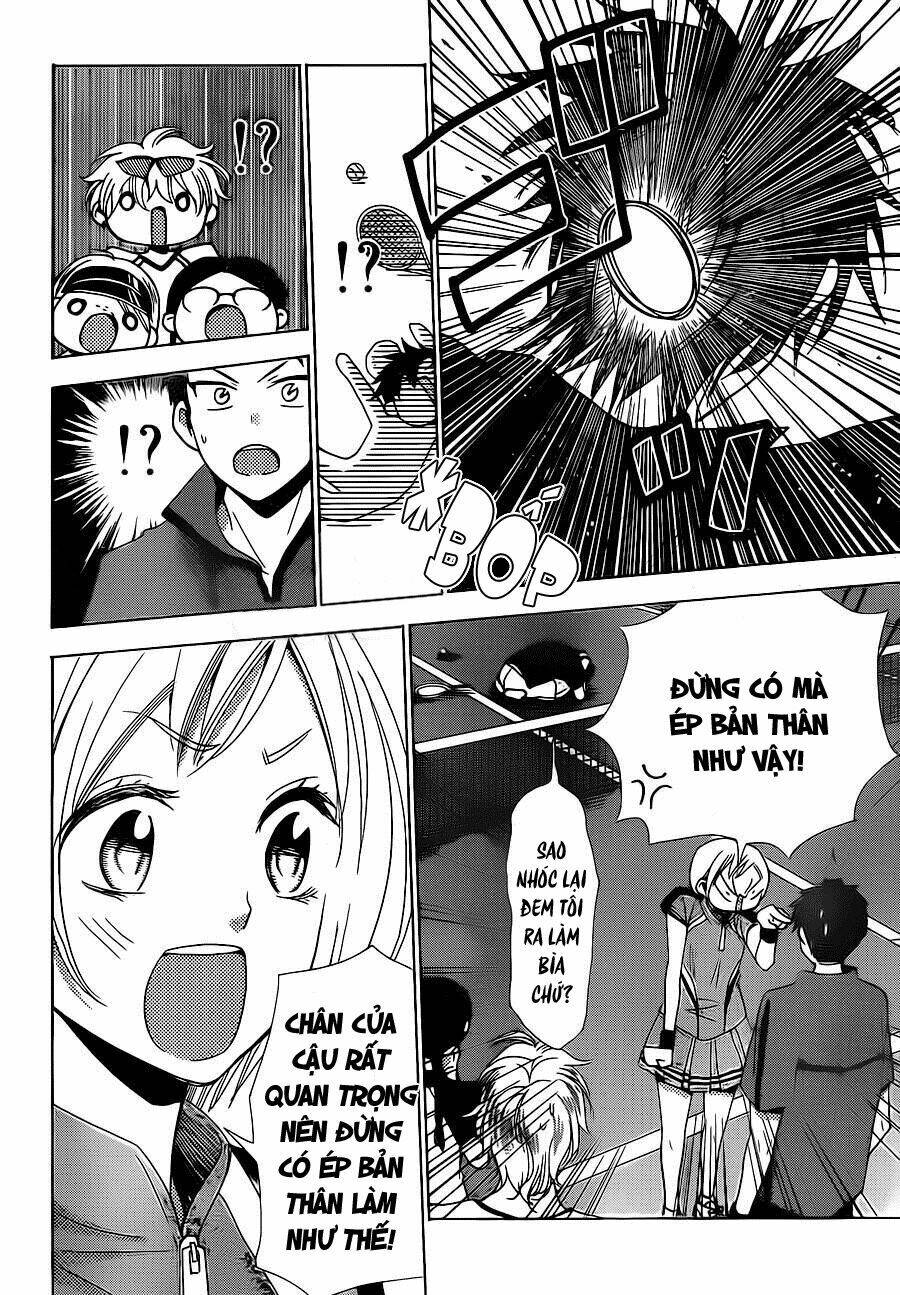 !?
!?
!?
BỐP
ĐỪNG CÓ MÀ
ÉP BẢN THÂN
NHƯ VẬY!
SAO
NHÓC LẠI
ĐEM TÔI
RA LÀM
BÌA
CHỨ?
CHÂN CỦA
CẬU RẤT
QUAN TRỌNG
NÊN ĐỪNG
CÓ ÉP BẢN
THÂN LÀM
NHƯ THẾ!